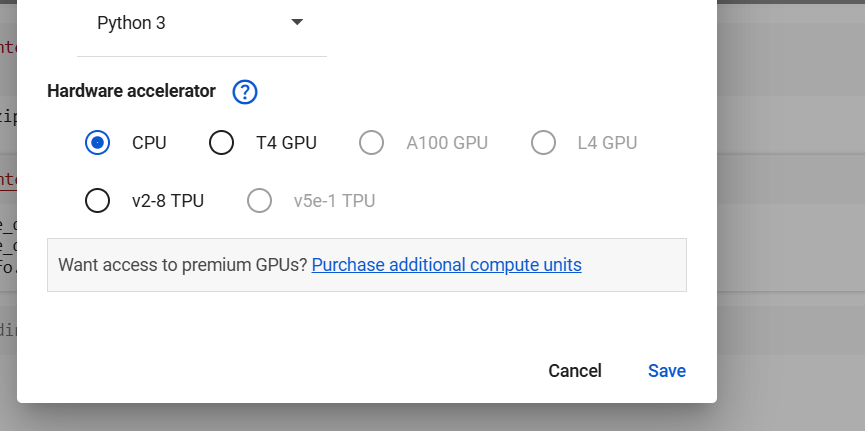 Python 3
Hardware accelerator
CPU T4 GPU A100 GPU L4 GPU
v2-8 TPU v5e-1 TPU
Want access to premium GPUs? Purchase additional compute units
Cancel Save